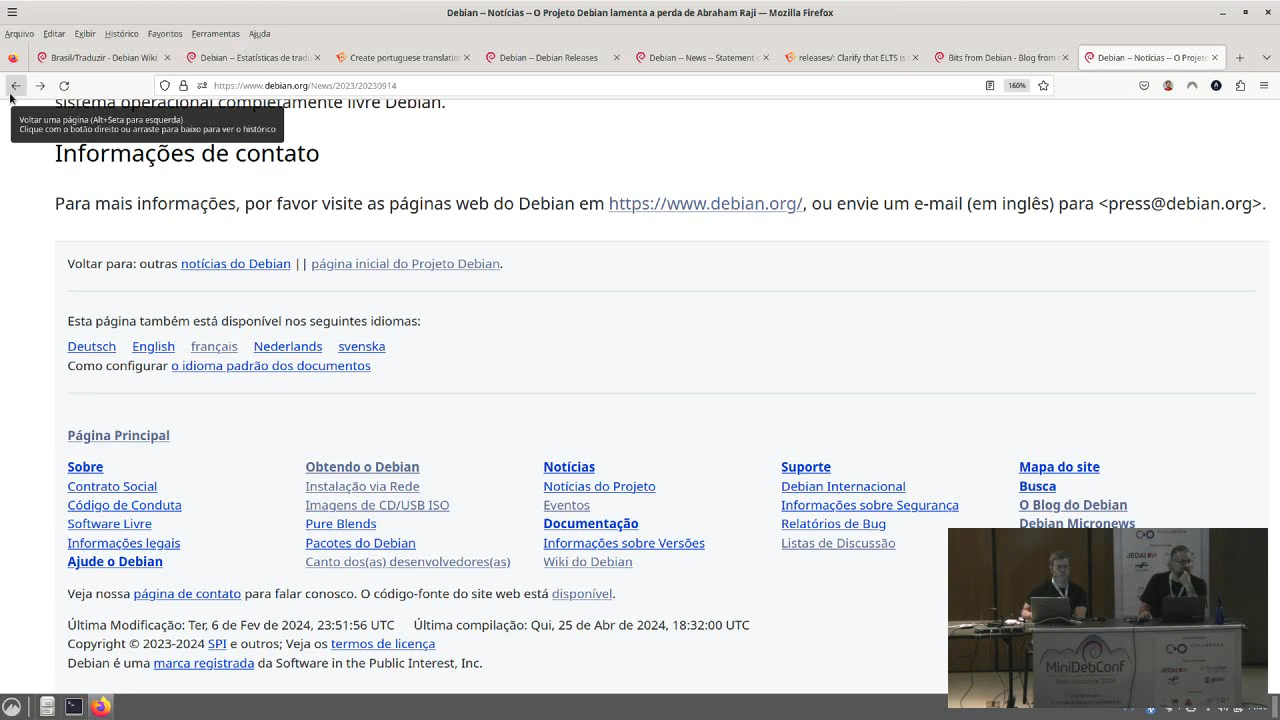 Debian -- Notícias -- O Projeto Debian lamenta a perda de Abraham Raji — Mozilla Firefox
Arquivo Editar Exibir Histórico Favoritos Ferramentas Ajuda
Brasil/Traduzir - Debian Wiki
Debian -- Estatísticas de tradu
Create portuguese translation
Debian -- Debian Releases
Debian -- News -- Statement
releases/: Clarify that ELTS is
Bits from Debian - Blog from
Debian -- Notícias -- O Projeto
https://www.debian.org/News/2023/20230914
160%
sistema operacional completamente livre Debian.
Voltar uma página (Alt+Seta para esquerda)
Clique com o botão direito ou arraste para baixo para ver o histórico
Informações de contato
Para mais informações, por favor visite as páginas web do Debian em https://www.debian.org/, ou envie um e-mail (em inglês) para <press@debian.org>.
Voltar para: outras notícias do Debian || página inicial do Projeto Debian.
Esta página também está disponível nos seguintes idiomas:
Deutsch English français Nederlands svenska
Como configurar o idioma padrão dos documentos
Página Principal
Sobre
Contrato Social
Código de Conduta
Software Livre
Informações legais
Ajude o Debian
Obtendo o Debian
Instalação via Rede
Imagens de CD/USB ISO
Pure Blends
Pacotes do Debian
Canto dos(as) desenvolvedores(as)
Notícias
Notícias do Projeto
Eventos
Documentação
Informações sobre Versões
Wiki do Debian
Suporte
Debian Internacional
Informações sobre Segurança
Relatórios de Bug
Listas de Discussão
Mapa do site
Busca
O Blog do Debian
Debian Micronews
Veja nossa página de contato para falar conosco. O código-fonte do site web está disponível.
Última Modificação: Ter, 6 de Fev de 2024, 23:51:56 UTC Última compilação: Qui, 25 de Abr de 2024, 18:32:00 UTC
Copyright © 2023-2024 SPI e outros; Veja os termos de licença
Debian é uma marca registrada da Software in the Public Interest, Inc.
MiniDebConf